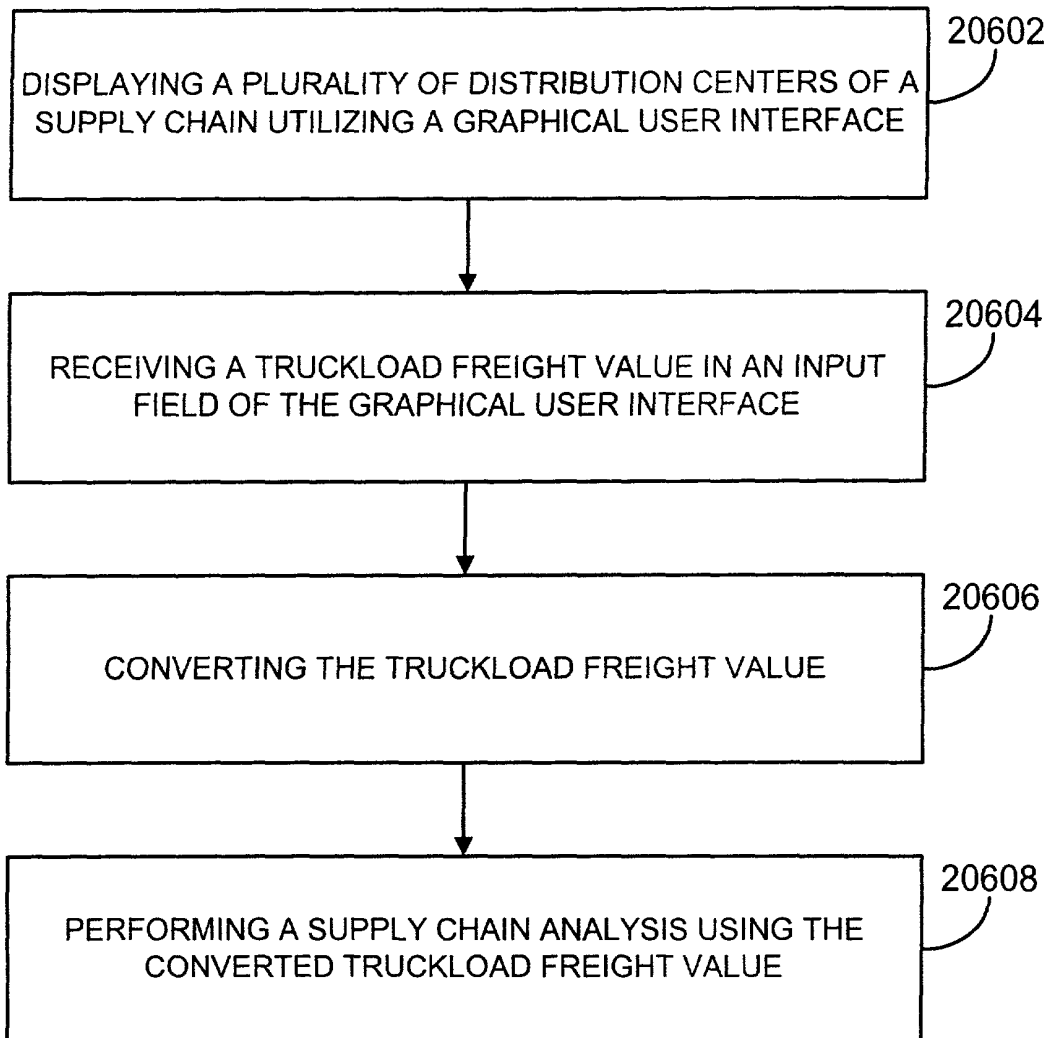 20602
DISPLAYING A PLURALITY OF DISTRIBUTION CENTERS OF A
SUPPLY CHAIN UTILIZING A GRAPHICAL USER INTERFACE
20604
RECEIVING A TRUCKLOAD FREIGHT VALUE IN AN INPUT
FIELD OF THE GRAPHICAL USER INTERFACE
20606
CONVERTING THE TRUCKLOAD FREIGHT VALUE
20608
PERFORMING A SUPPLY CHAIN ANALYSIS USING THE
CONVERTED TRUCKLOAD FREIGHT VALUE